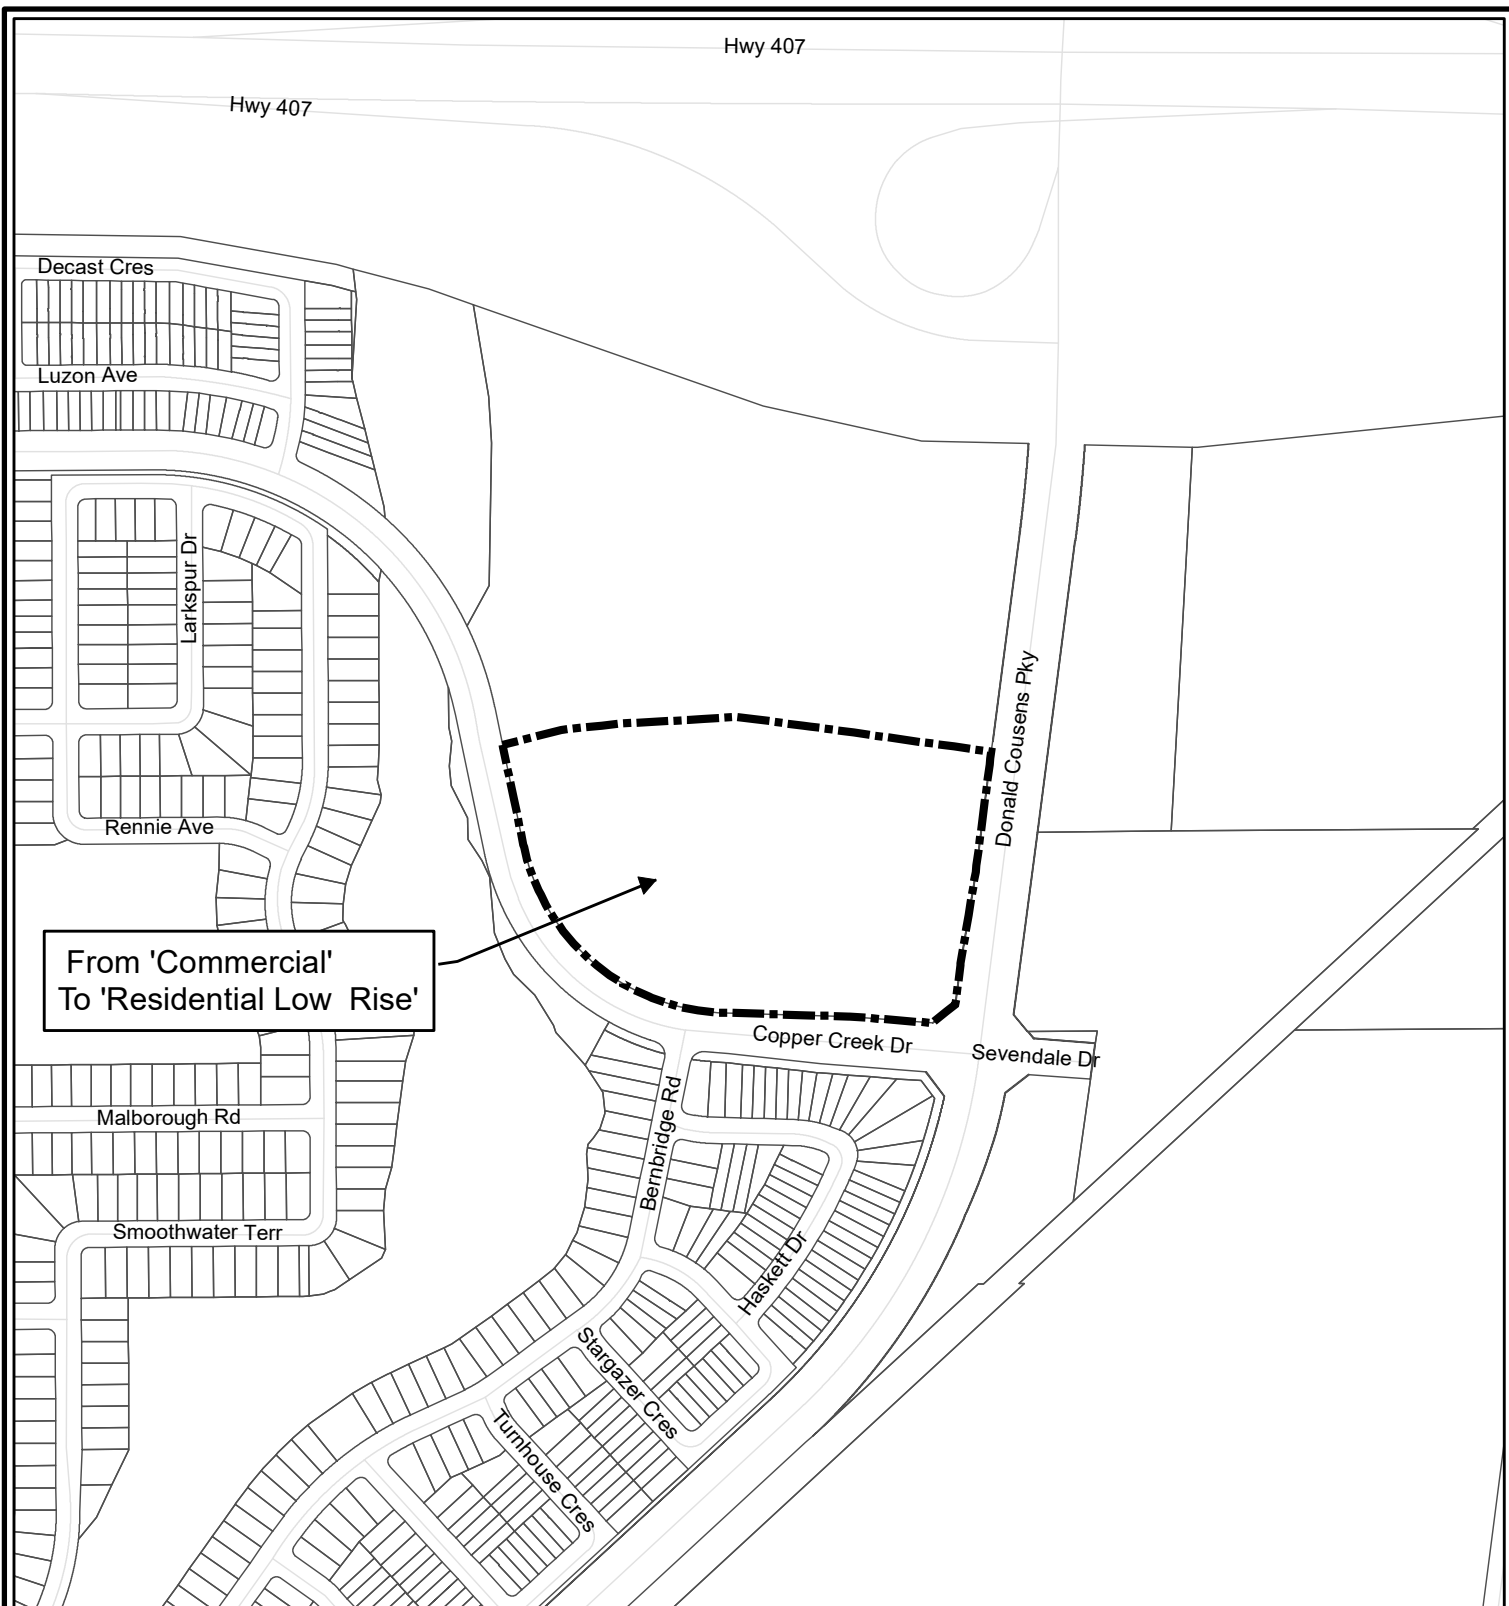 Hwy 407
Hwy 407
Decast Cres
Luzon Ave
Larkspur Dr
Donald Cousens Pky
Rennie Ave
From 'Commercial'
To 'Residential Low Rise'
Copper Creek Dr
Sevendale Dr
Bernbridge Rd
Malborough Rd
Smoothwater Terr
Haskett Dr
Stargazer Cres
Turnhouse Cres